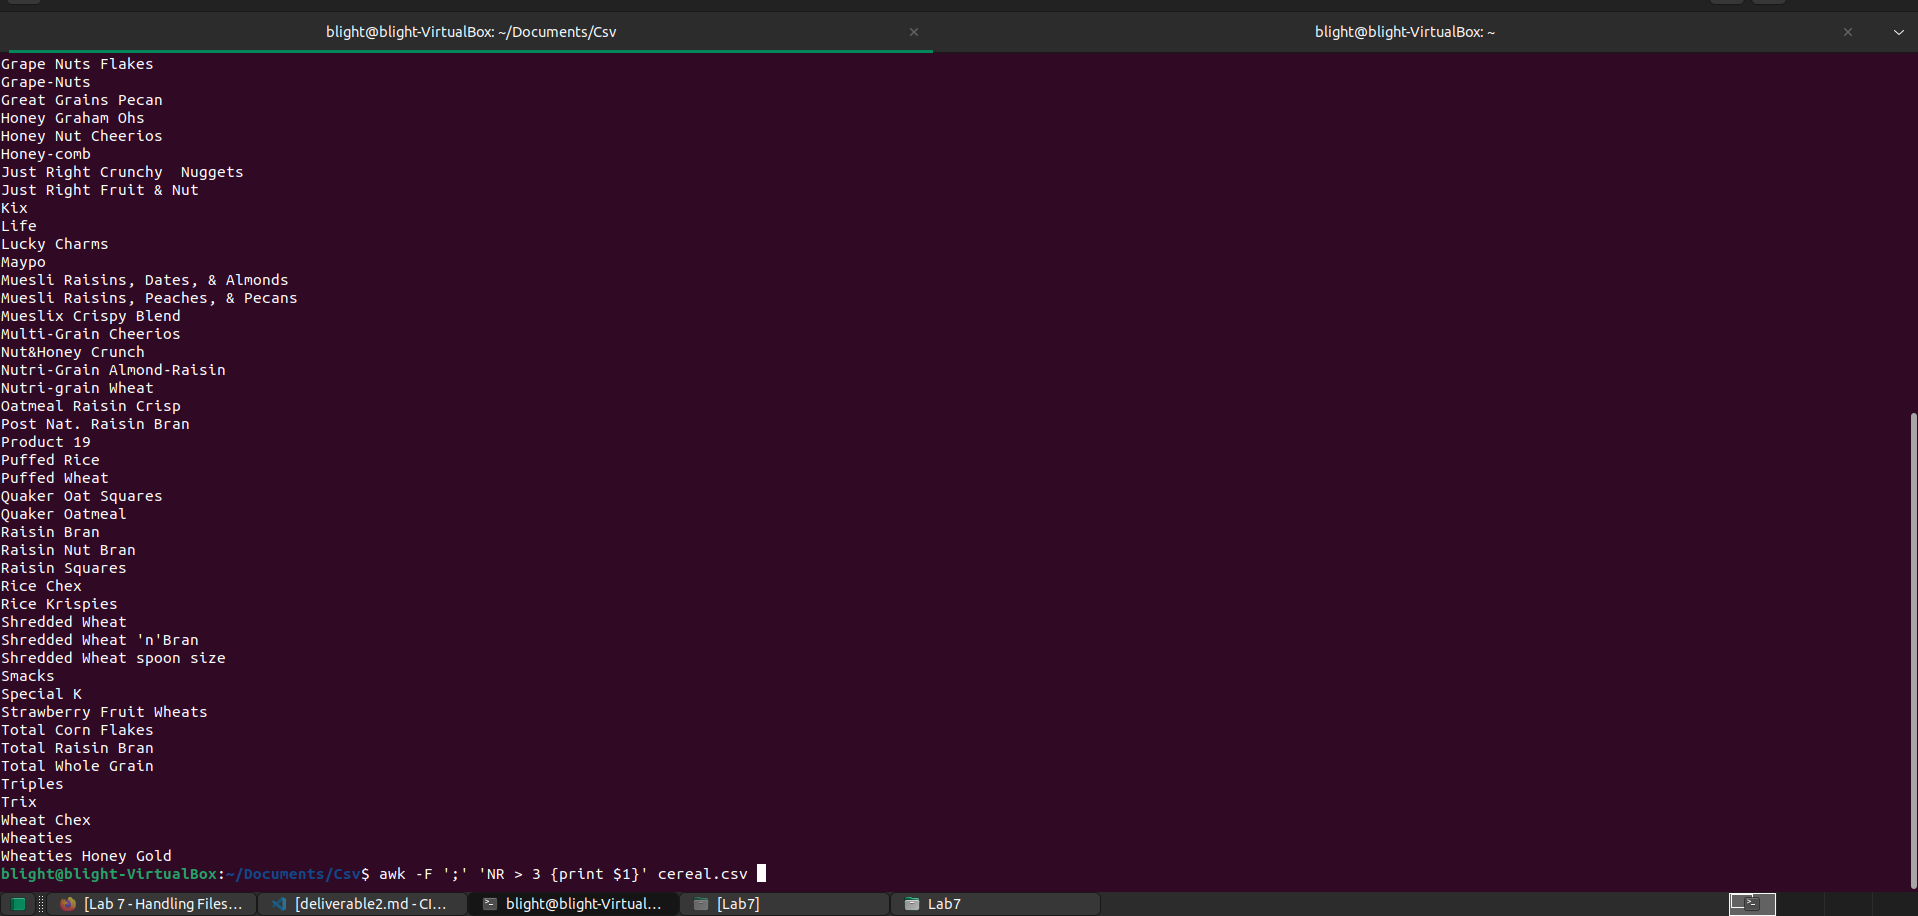 blight@blight-VirtualBox: ~/Documents/Csv
blight@blight-VirtualBox: ~
Grape Nuts Flakes
Grape-Nuts
Great Grains Pecan
Honey Graham Ohs
Honey Nut Cheerios
Honey-comb
Just Right Crunchy  Nuggets
Just Right Fruit & Nut
Kix
Life
Lucky Charms
Maypo
Muesli Raisins, Dates, & Almonds
Muesli Raisins, Peaches, & Pecans
Mueslix Crispy Blend
Multi-Grain Cheerios
Nut&Honey Crunch
Nutri-Grain Almond-Raisin
Nutri-grain Wheat
Oatmeal Raisin Crisp
Post Nat. Raisin Bran
Product 19
Puffed Rice
Puffed Wheat
Quaker Oat Squares
Quaker Oatmeal
Raisin Bran
Raisin Nut Bran
Raisin Squares
Rice Chex
Rice Krispies
Shredded Wheat
Shredded Wheat 'n'Bran
Shredded Wheat spoon size
Smacks
Special K
Strawberry Fruit Wheats
Total Corn Flakes
Total Raisin Bran
Total Whole Grain
Triples
Trix
Wheat Chex
Wheaties
Wheaties Honey Gold
blight@blight-VirtualBox:~/Documents/Csv$ awk -F ';' 'NR > 3 {print $1}' cereal.csv
[Lab 7 - Handling Files...
[deliverable2.md - CI...
blight@blight-Virtual...
[Lab7]
Lab7